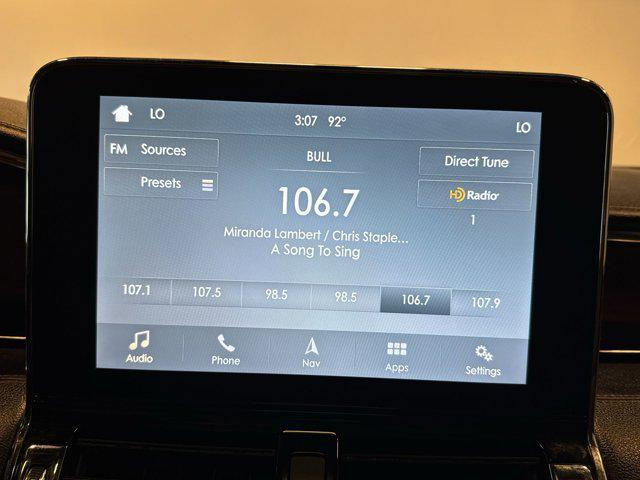 LO 3:07 92° LO
FM Sources
BULL
Direct Tune
Presets
106.7
HD Radio
1
Miranda Lambert / Chris Staple...
A Song To Sing
107.1 107.5 98.5 98.5 106.7 107.9
Audio Phone Nav Apps Settings